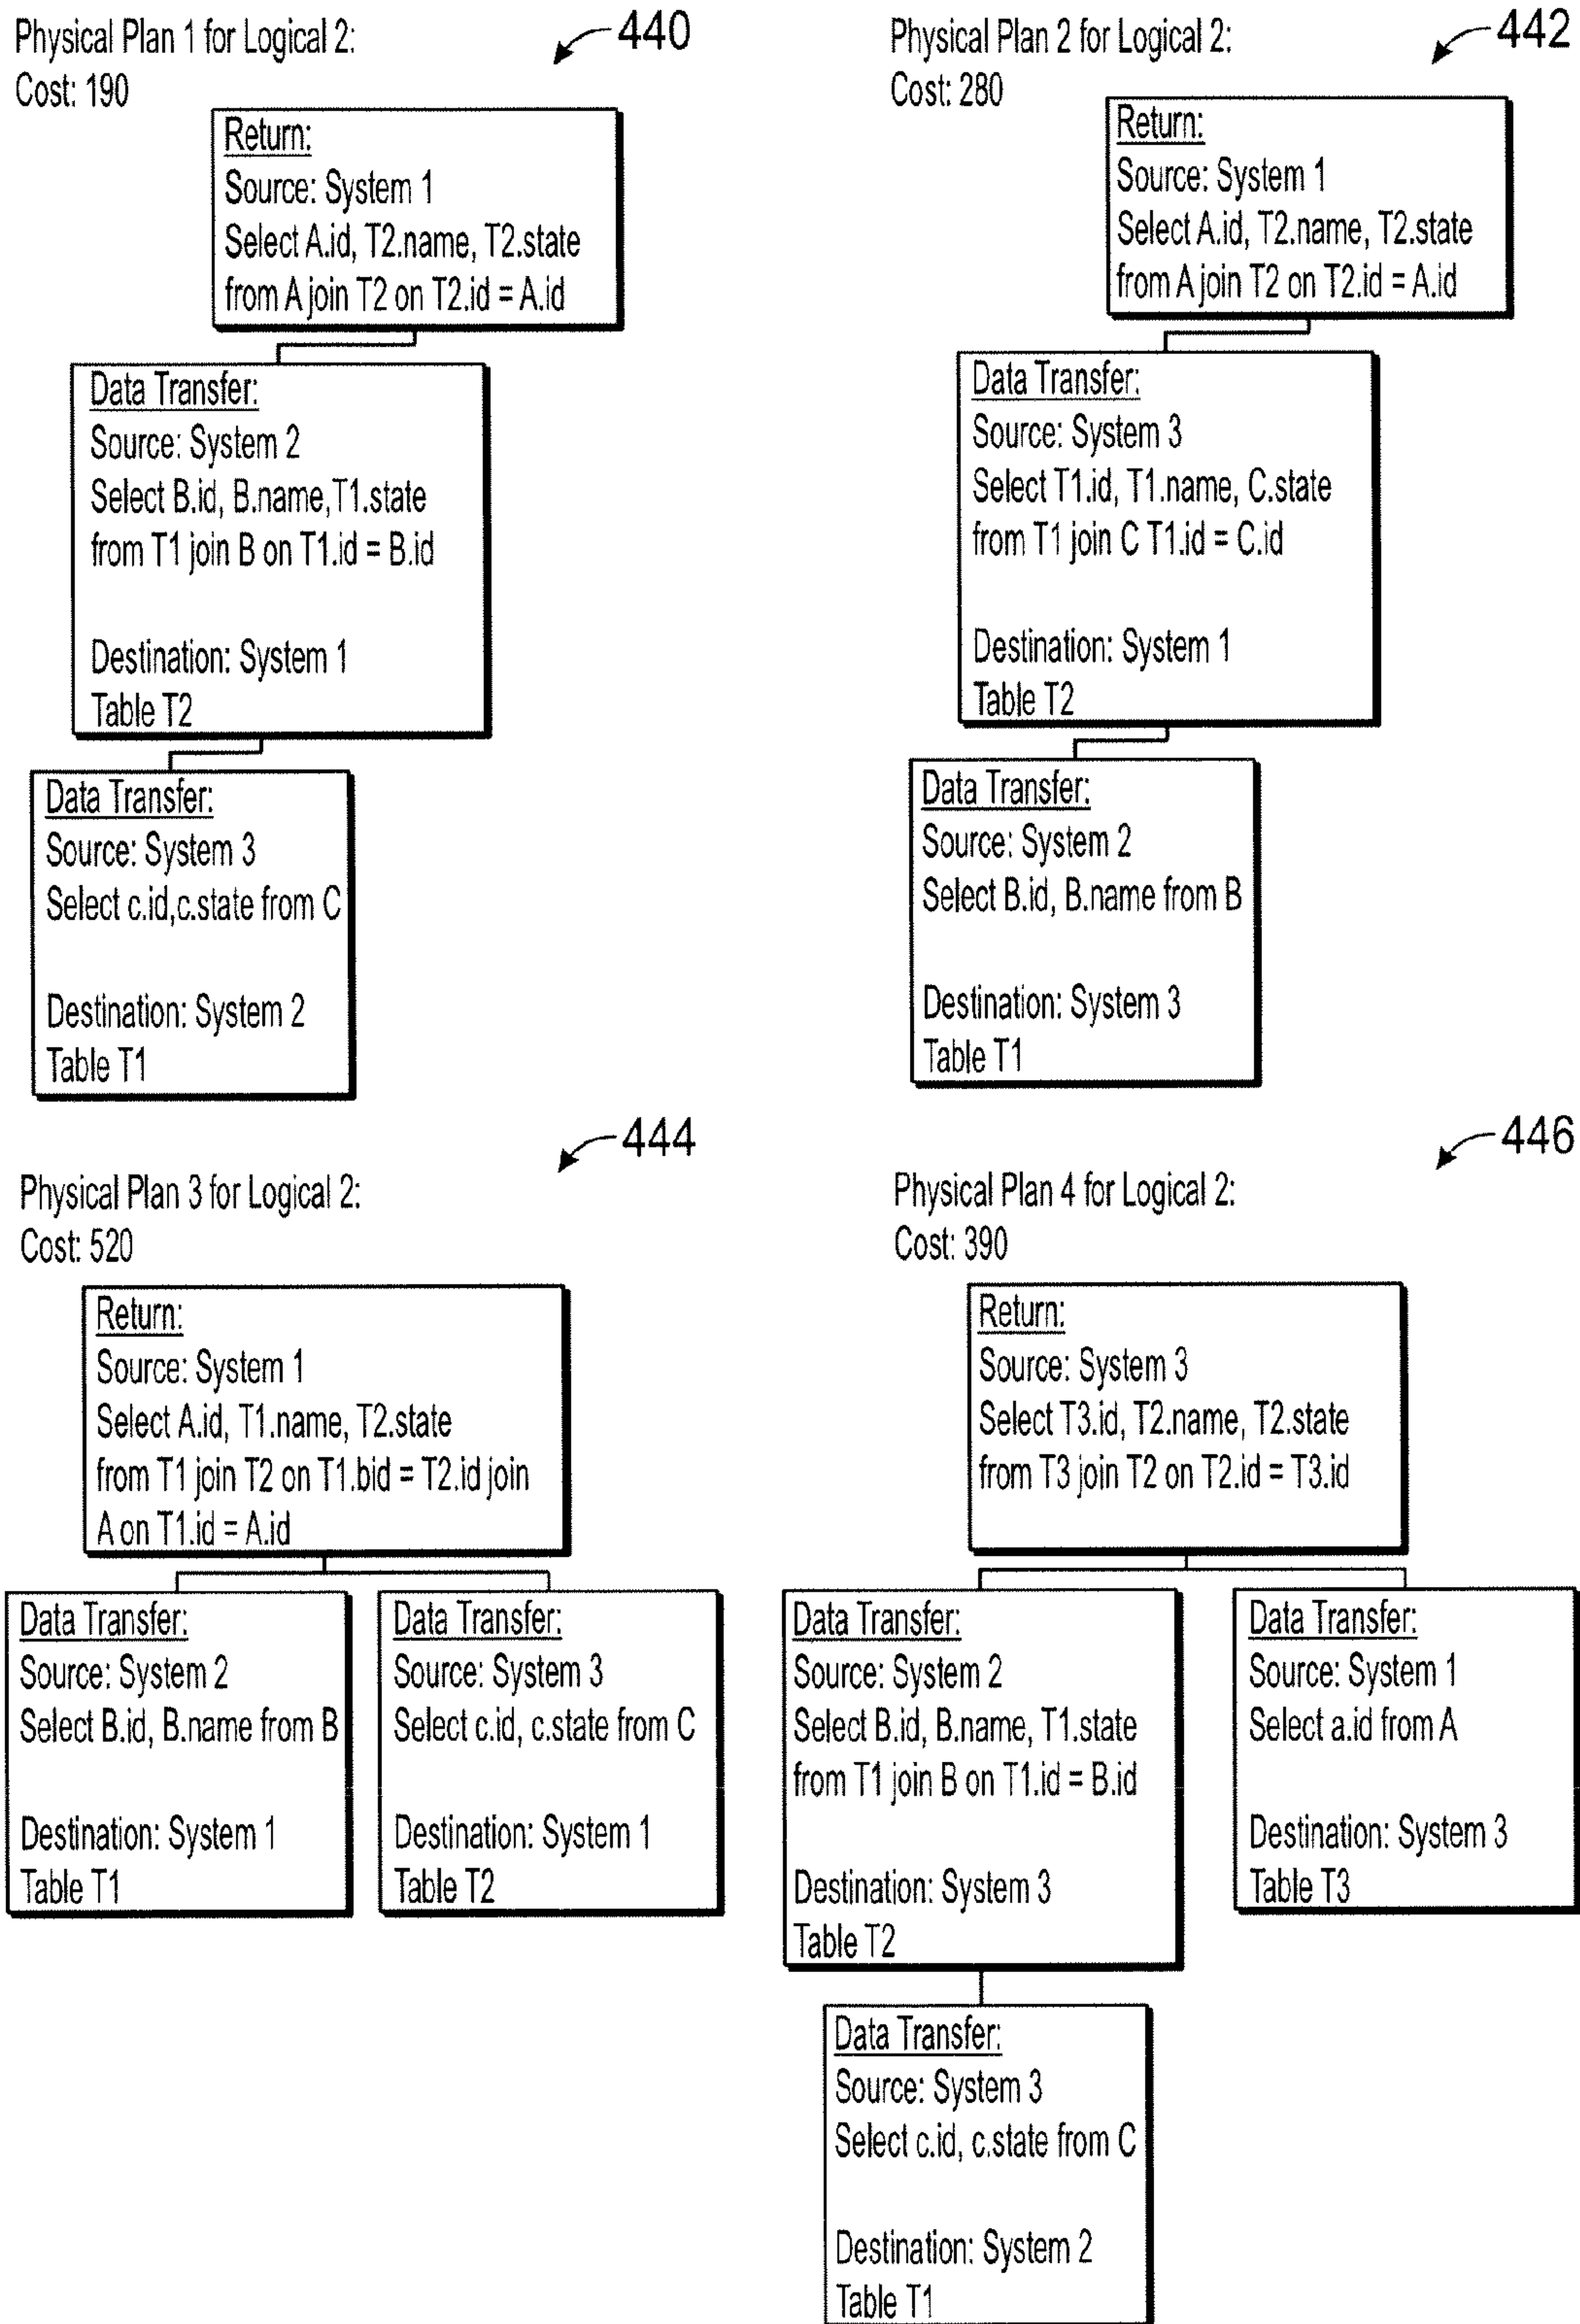 Physical Plan 1 for Logical 2:
Cost: 190
440
Return:
Source: System 1
Select A.id, T2.name, T2.state
from A join T2 on T2.id = A.id
Data Transfer:
Source: System 2
Select B.id, B.name,T1.state
from T1 join B on T1.id = B.id
Destination: System 1
Table T2
Data Transfer:
Source: System 3
Select c.id,c.state from C
Destination: System 2
Table T1
Physical Plan 2 for Logical 2:
Cost: 280
442
Return:
Source: System 1
Select A.id, T2.name, T2.state
from A join T2 on T2.id = A.id
Data Transfer:
Source: System 3
Select T1.id, T1.name, C.state
from T1 join C T1.id = C.id
Destination: System 1
Table T2
Data Transfer:
Source: System 2
Select B.id, B.name from B
Destination: System 3
Table T1
444
Physical Plan 3 for Logical 2:
Cost: 520
Return:
Source: System 1
Select A.id, T1.name, T2.state
from T1 join T2 on T1.bid = T2.id join
A on T1.id = A.id
Data Transfer:
Source: System 2
Select B.id, B.name from B
Destination: System 1
Table T1
Data Transfer:
Source: System 3
Select c.id, c.state from C
Destination: System 1
Table T2
446
Physical Plan 4 for Logical 2:
Cost: 390
Return:
Source: System 3
Select T3.id, T2.name, T2.state
from T3 join T2 on T2.id = T3.id
Data Transfer:
Source: System 2
Select B.id, B.name, T1.state
from T1 join B on T1.id = B.id
Destination: System 3
Table T2
Data Transfer:
Source: System 1
Select a.id from A
Destination: System 3
Table T3
Data Transfer:
Source: System 3
Select c.id, c.state from C
Destination: System 2
Table T1